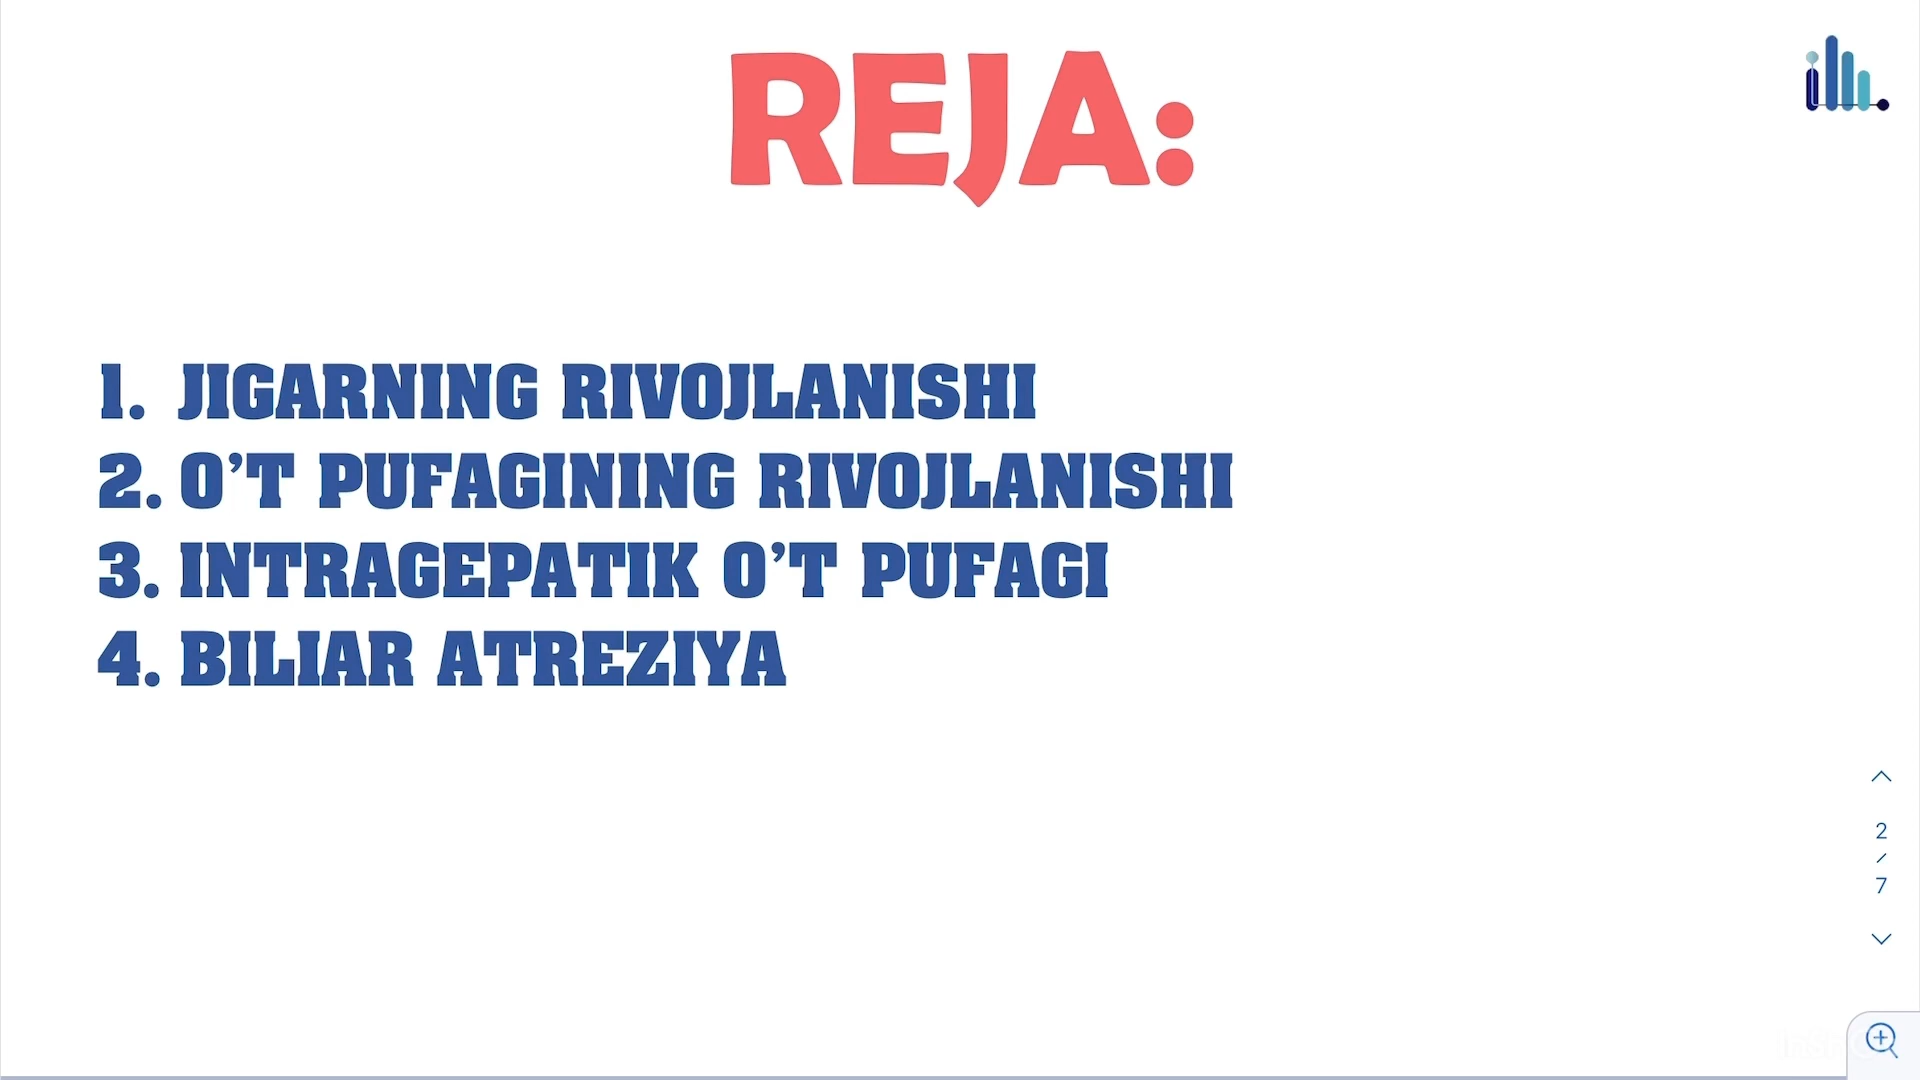 REJA:
1. JIGARNING RIVOJLANISHI
2. O’T PUFAGINING RIVOJLANISHI
3. INTRAGEPATIK O’T PUFAGI
4. BILIAR ATREZIYA
2
/
7